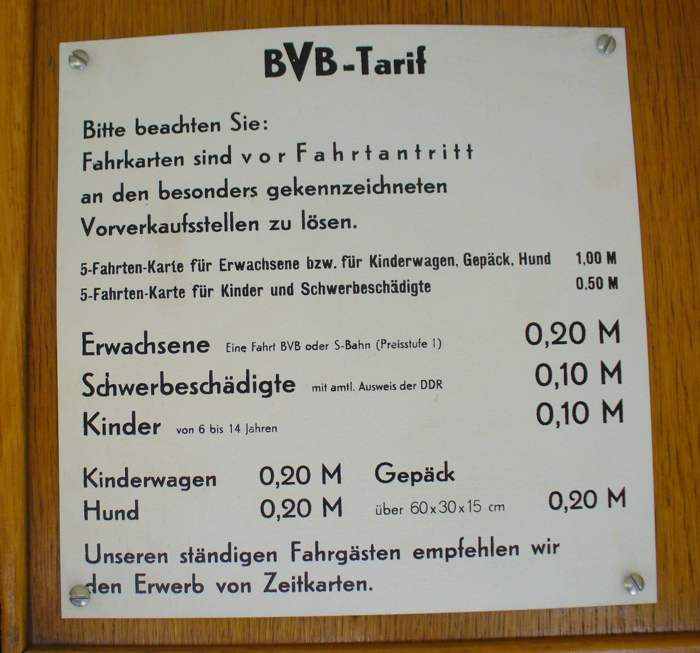 BVB-Tarif
Bitte beachten Sie:
Fahrkarten sind vor Fahrtantritt
an den besonders gekennzeichneten
Vorverkaufsstellen zu lösen.
5-Fahrten-Karte für Erwachsene bzw. für Kinderwagen, Gepäck, Hund 1,00 M
5-Fahrten-Karte für Kinder und Schwerbeschädigte 0,50 M
Erwachsene Eine Fahrt BVB oder S-Bahn (Preisstufe 1) 0,20 M
Schwerbeschädigte mit amtl. Ausweis der DDR 0,10 M
Kinder von 6 bis 14 Jahren 0,10 M
Kinderwagen 0,20 M Gepäck
Hund 0,20 M über 60x30x15 cm 0,20 M
Unseren ständigen Fahrgästen empfehlen wir
den Erwerb von Zeitkarten.